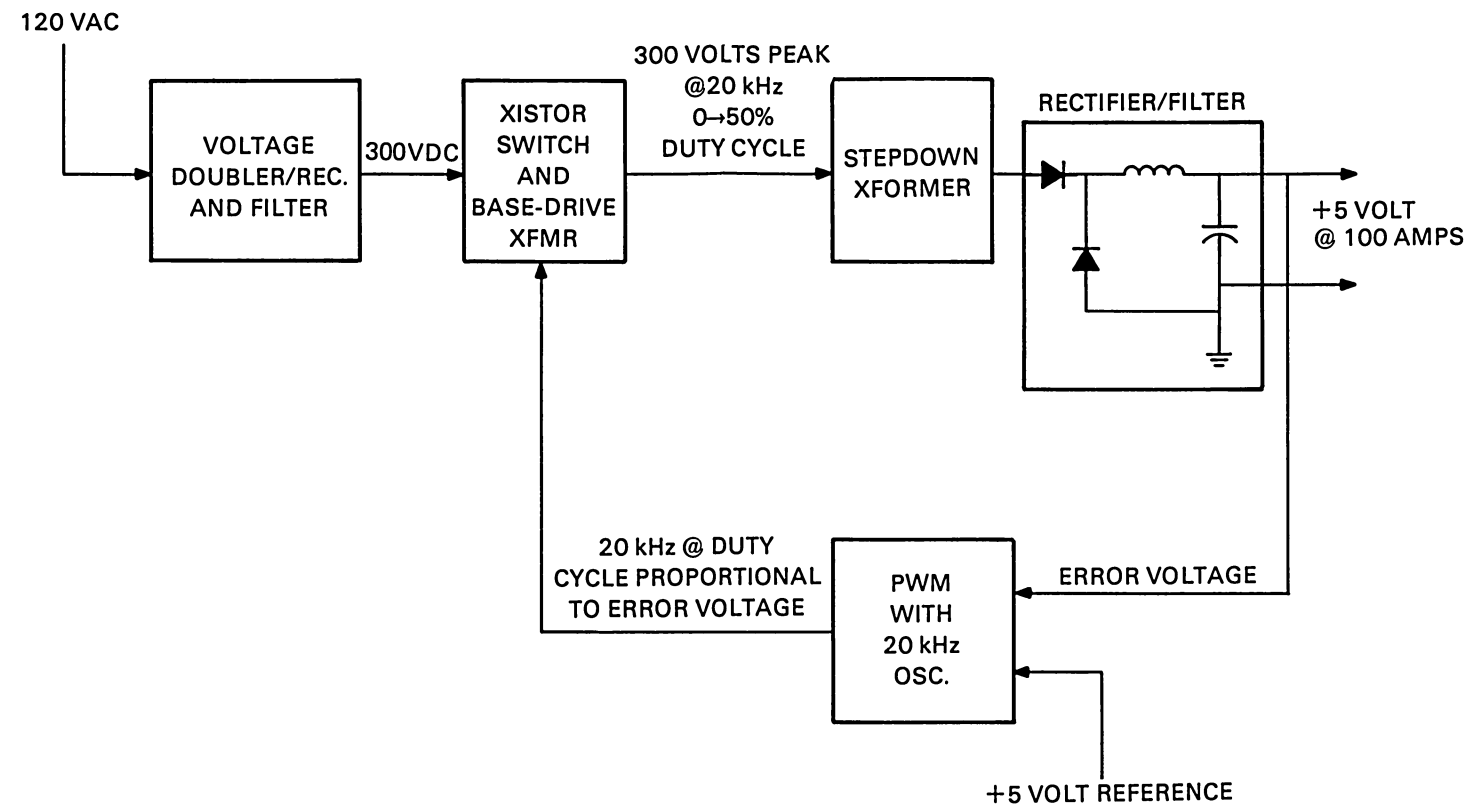 120 VAC
VOLTAGE
DOUBLER/REC.
AND FILTER
300VDC
XISTOR
SWITCH
AND
BASE-DRIVE
XFMR
300 VOLTS PEAK
@20 kHz
0→50%
DUTY CYCLE
STEPDOWN
XFORMER
RECTIFIER/FILTER
+5 VOLT
@ 100 AMPS
20 kHz @ DUTY
CYCLE PROPORTIONAL
TO ERROR VOLTAGE
PWM
WITH
20 kHz
OSC.
ERROR VOLTAGE
+5 VOLT REFERENCE